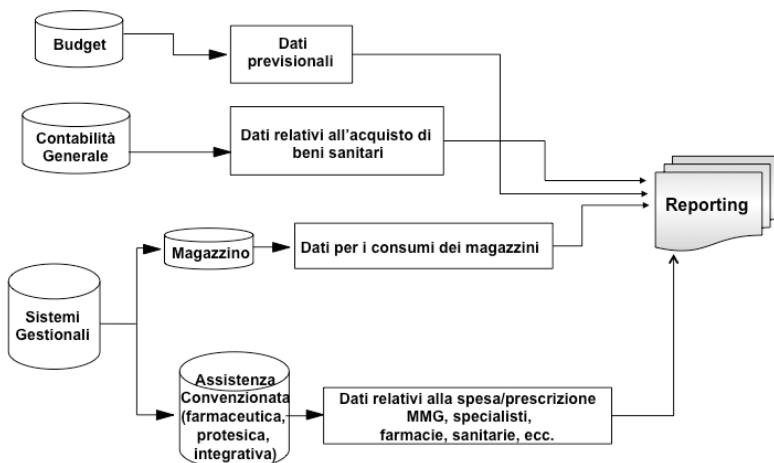 Budget
Dati
previsionali
Contabilità
Generale
Dati relativi all'acquisto di
beni sanitari
Reporting
Magazzino
Dati per i consumi dei magazzini
Sistemi
Gestionali
Assistenza
Convenzionata
(farmaceutica,
protesica,
integrativa)
Dati relativi alla spesa/prescrizione
MMG, specialisti,
farmacie, sanitarie, ecc.